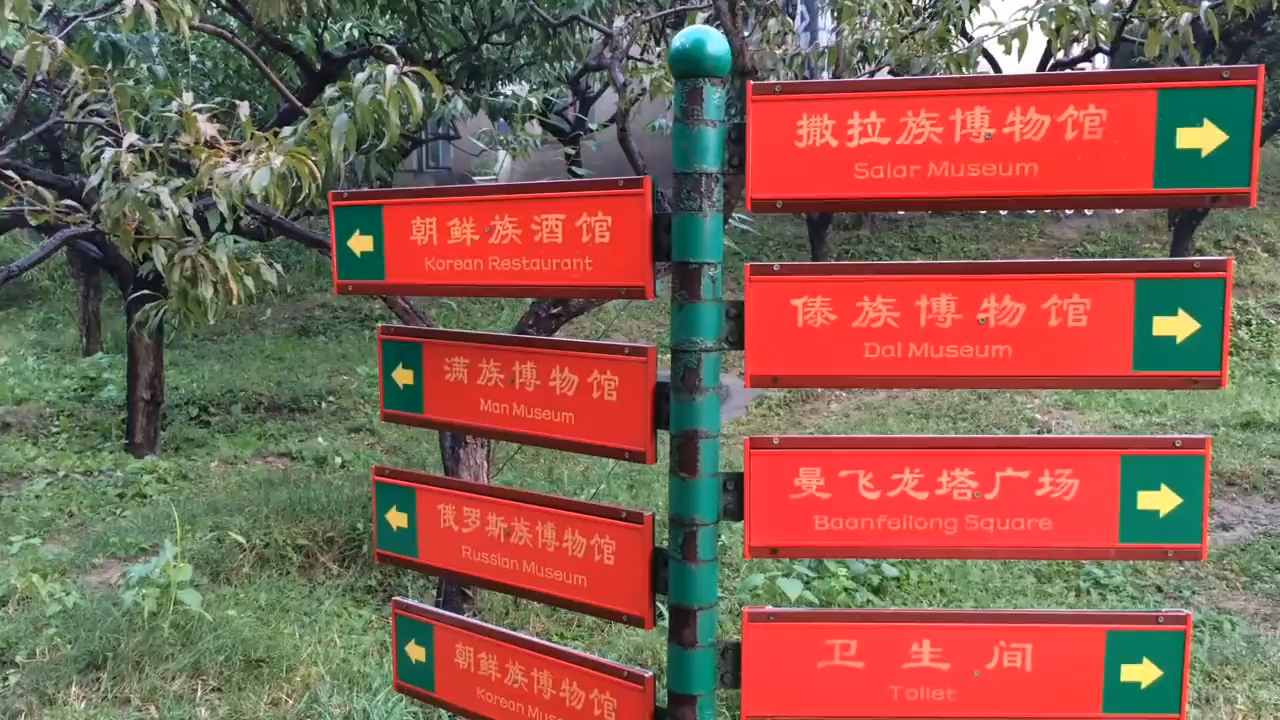 朝鲜族酒馆
Korean Restaurant
满族博物馆
Man Museum
俄罗斯族博物馆
Russian Museum
朝鲜族博物馆
Korean
撒拉族博物馆
Salar Museum
傣族博物馆
Dal Museum
曼飞龙塔广场
Baanfeilong Square
卫生间
Toilet